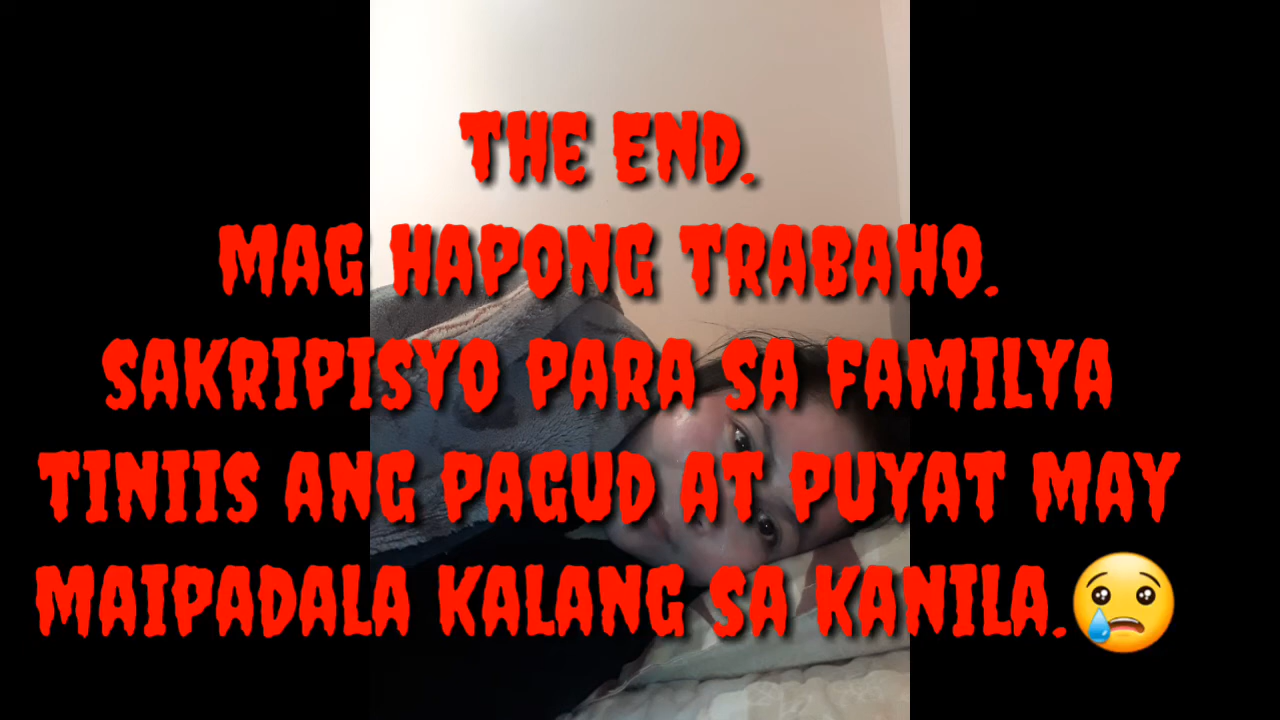 THE END.
MAG HAPONG TRABAHO.
SAKRIPISYO PARA SA FAMILYA
TINIIS ANG PAGUD AT PUYAT MAY
MAIPADALA KALANG SA KANILA.😢